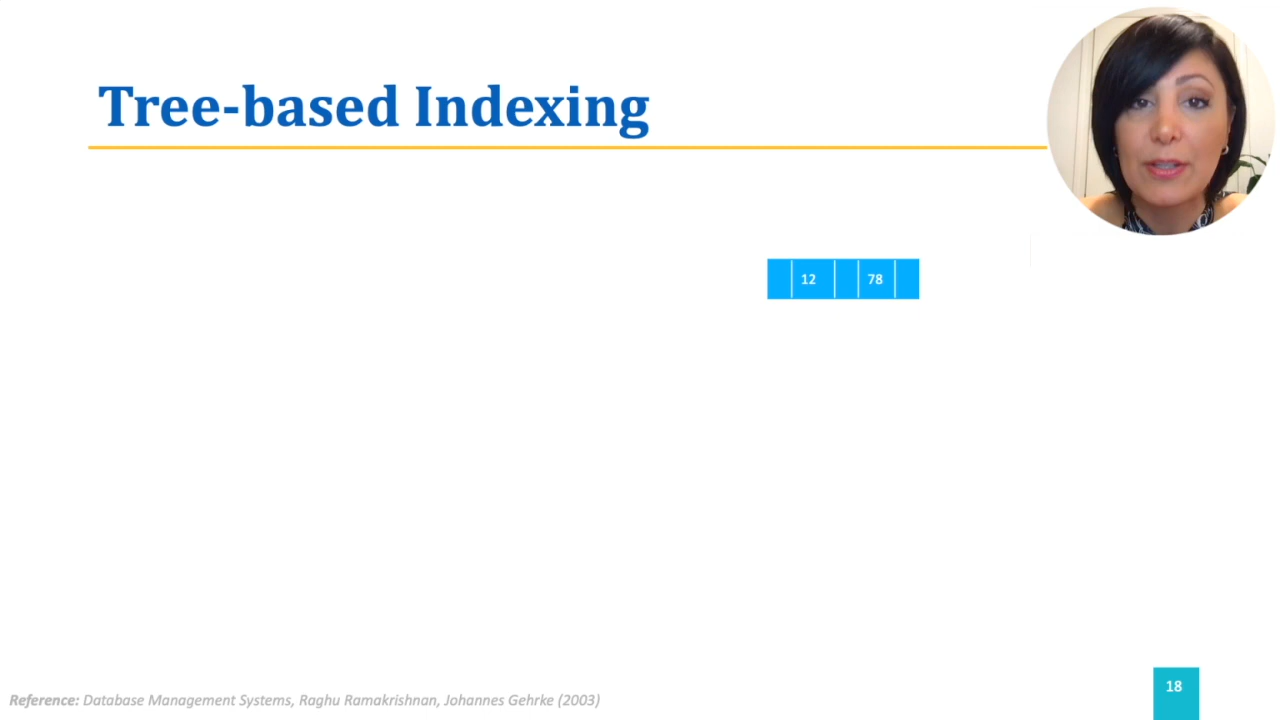 Tree-based Indexing
12 78
Reference: Database Management Systems, Raghu Ramakrishnan, Johannes Gehrke (2003)
18